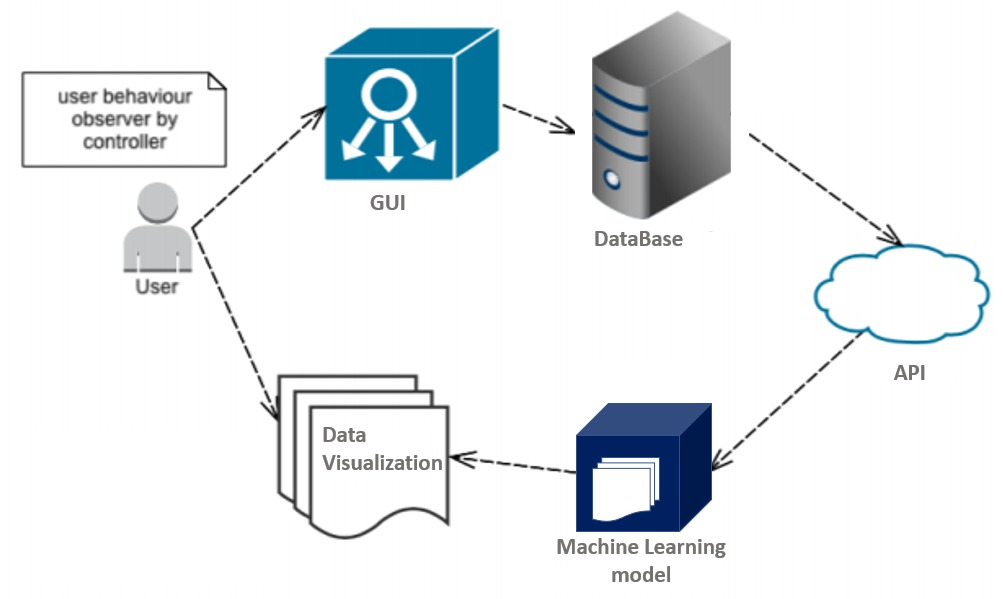 user behaviour
observer by
controller
GUI
DataBase
User
API
Data
Visualization
Machine Learning
model